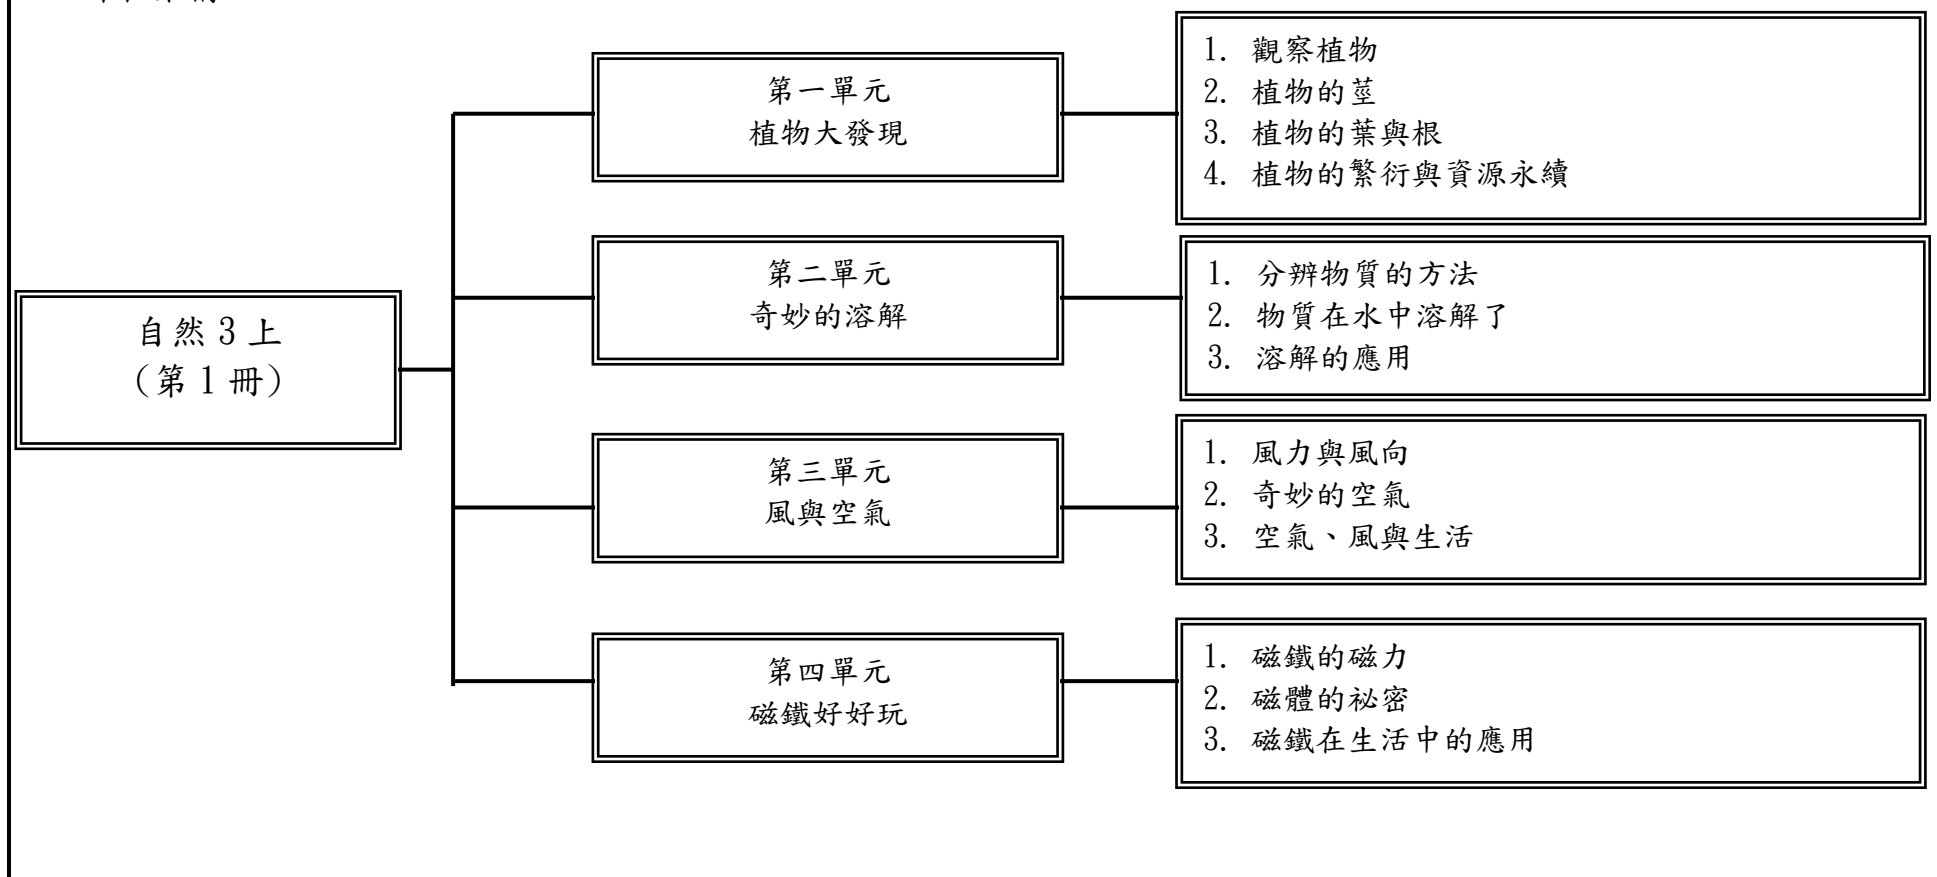 自然3上
(第1冊)
第一單元
植物大發現
1. 觀察植物
2. 植物的莖
3. 植物的葉與根
4. 植物的繁衍與資源永續
第二單元
奇妙的溶解
1. 分辨物質的方法
2. 物質在水中溶解了
3. 溶解的應用
第三單元
風與空氣
1. 風力與風向
2. 奇妙的空氣
3. 空氣、風與生活
第四單元
磁鐵好好玩
1. 磁鐵的磁力
2. 磁體的祕密
3. 磁鐵在生活中的應用